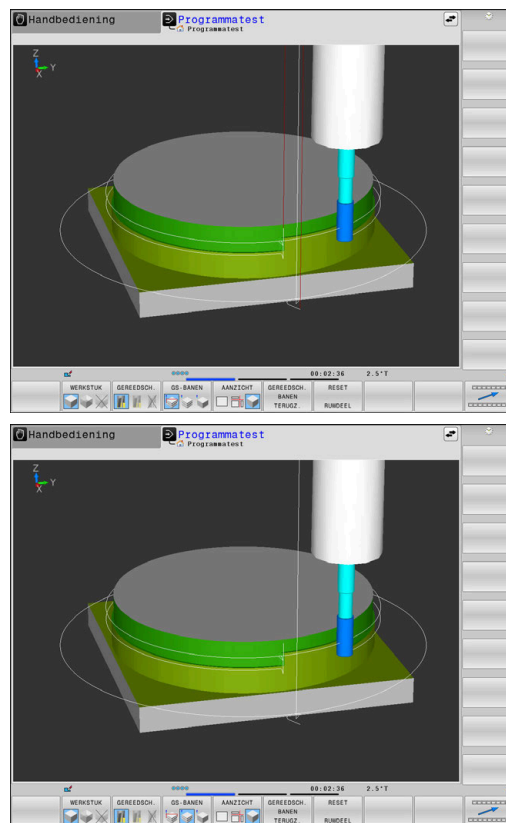 Handbediening
Programmatest
Programmatest
Z
Y
X
00:02:36 2.5*T
WERKSTUK GEREEDSCH. GS-BANEN AANZICHT GEREEDSCH. RESET
BANEN
TERUGZ. RUWDEEL
Handbediening
Programmatest
Programmatest
Z
Y
X
00:02:36 2.5*T
WERKSTUK GEREEDSCH. GS-BANEN AANZICHT GEREEDSCH. RESET
BANEN
TERUGZ. RUWDEEL